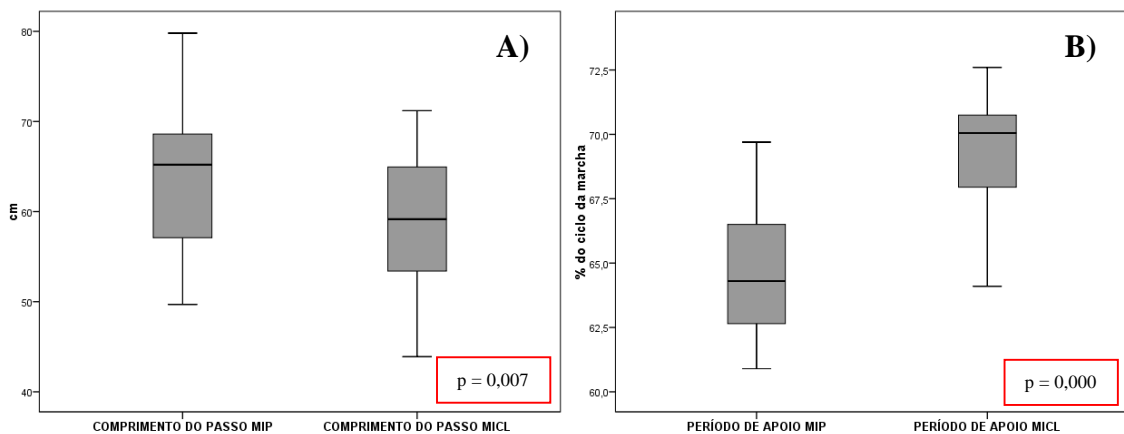 A)
80
70
60
50
40
cm
COMPRIMENTO DO PASSO MIP
COMPRIMENTO DO PASSO MICL
p = 0,007
B)
72,5
70,0
67,5
65,0
62,5
60,0
% do ciclo da marcha
PERÍODO DE APOIO MIP
PERÍODO DE APOIO MICL
p = 0,000